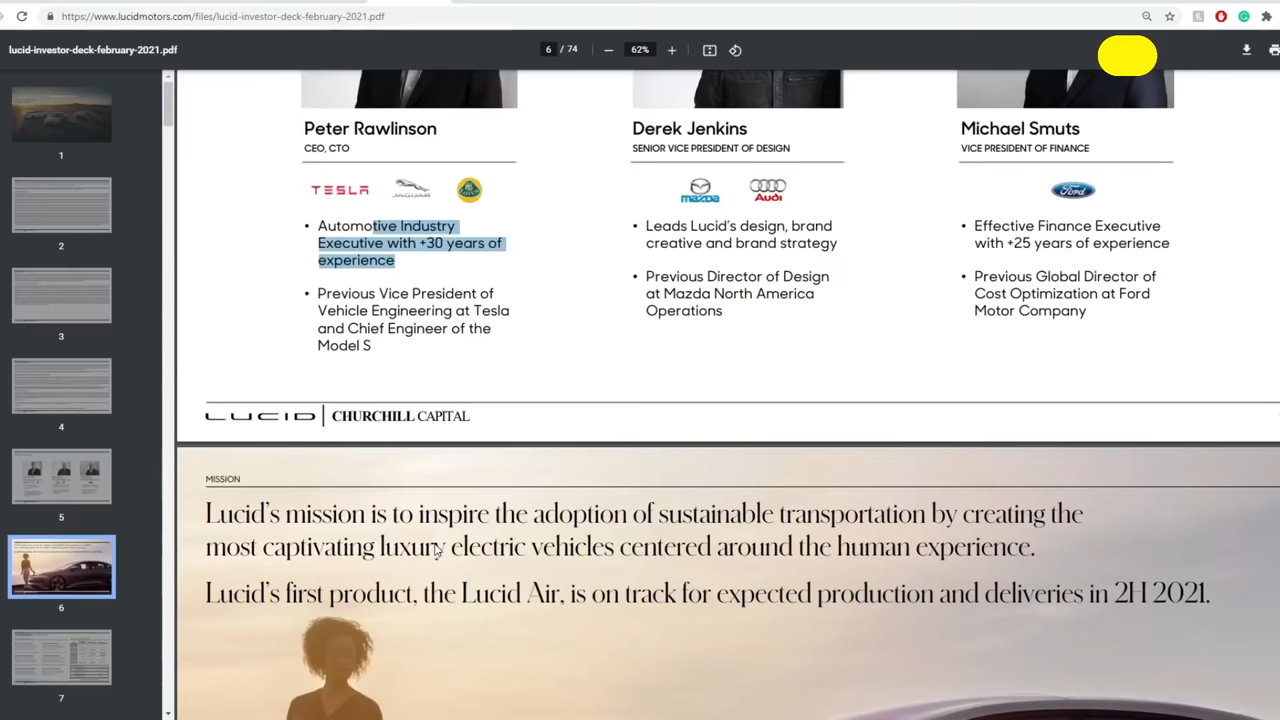 https://www.lucidmotors.com/files/lucid-investor-deck-february-2021.pdf
lucid-investor-deck-february-2021.pdf
6 / 74
62%
1
2
3
4
5
6
7
Peter Rawlinson
CEO, CTO
TESLA
JAGUAR
Automotive Industry
Executive with +30 years of
experience
Previous Vice President of
Vehicle Engineering at Tesla
and Chief Engineer of the
Model S
Derek Jenkins
SENIOR VICE PRESIDENT OF DESIGN
mazda
Audi
Leads Lucid's design, brand
creative and brand strategy
Previous Director of Design
at Mazda North America
Operations
Michael Smuts
VICE PRESIDENT OF FINANCE
Ford
Effective Finance Executive
with +25 years of experience
Previous Global Director of
Cost Optimization at Ford
Motor Company
LUCID | CHURCHILL CAPITAL
MISSION
Lucid's mission is to inspire the adoption of sustainable transportation by creating the
most captivating luxury electric vehicles centered around the human experience.
Lucid's first product, the Lucid Air, is on track for expected production and deliveries in 2H 2021.